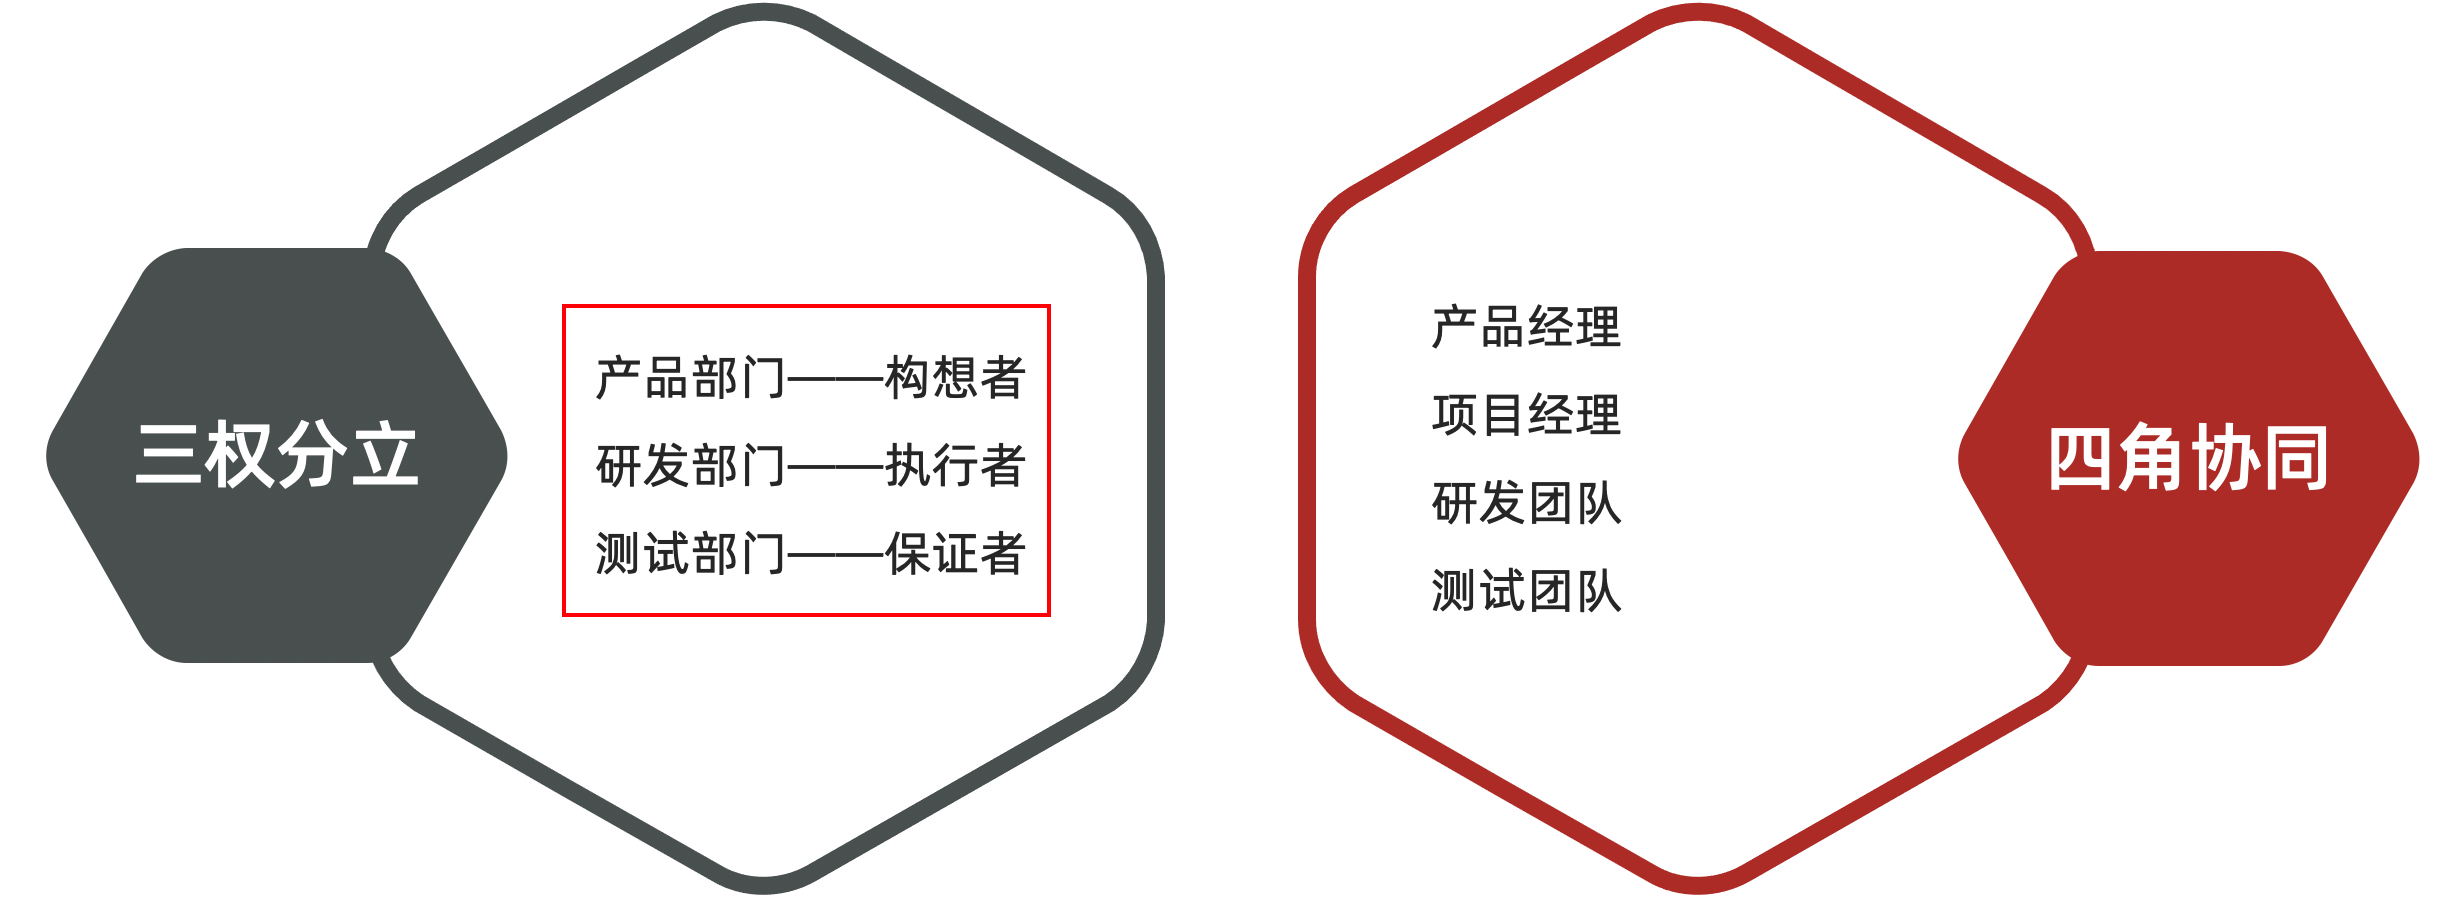 三权分立
产品部门——构想者
研发部门——执行者
测试部门——保证者
产品经理
项目经理
研发团队
测试团队
四角协同